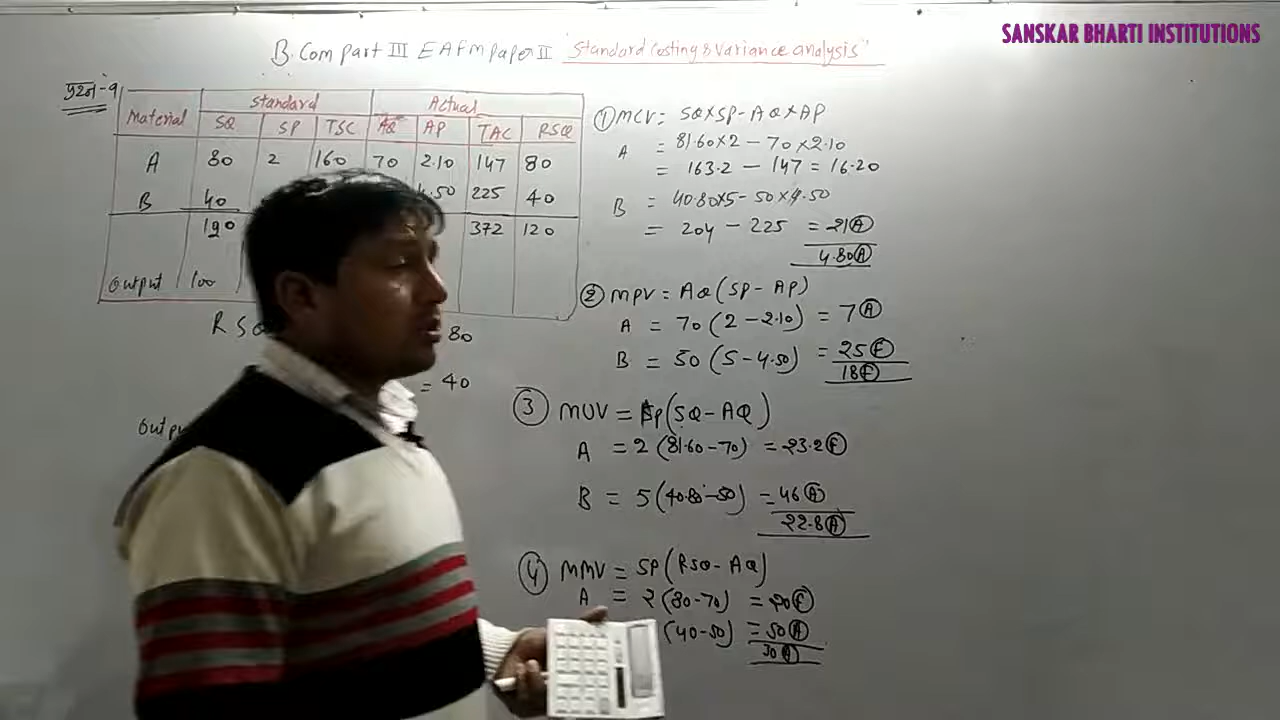 SANSKAR BHARTI INSTITUTIONS
B. Com part III EAFM paper II "Standard Costing & Variance analysis"
प्रश्न-9
Material Standard Actual
SQ SP TSC AQ AP TAC RSQ
A 80 2 160 70 2.10 147 80
B 40 4.50 225 40
120 372 120
Output 100
RSQ 80
= 40
Outpu
① MCV = SQ×SP-AQ×AP
A = 81.60×2 - 70×2.10
= 163.2 - 147 = 16.20
B = 40.80×5 - 50×4.50
= 204 - 225 = 21(A)
4.80(A)
② MPV = AQ(SP-AP)
A = 70(2-2.10) = 7(A)
B = 50(5-4.50) = 25(F)
18(F)
③ MUV = SP(SQ-AQ)
A = 2(81.60-70) = 23.2(F)
B = 5(40.80-50) = 46(A)
22.8(A)
④ MMV = SP(RSQ-AQ)
A = 2(80-70) = 20(F)
(40-50) = 50(A)
30(A)